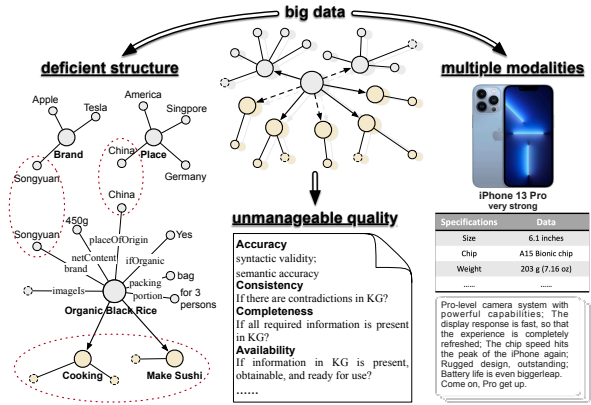 big data
deficient structure
Apple
Tesla
Brand
Songyuan
America
Singpore
China
Place
Germany
China
450g
Yes
Songyuan
placeOfOrigin
netContent
ifOrganic
brand
imageIs
packing
bag
portion
for 3
persons
Organic Black Rice
Cooking
Make Sushi
unmanageable quality
Accuracy
syntactic validity;
semantic accuracy
Consistency
If there are contradictions in KG?
Completeness
If all required information is present
in KG?
Availability
If information in KG is present,
obtainable, and ready for use?
......
multiple modalities
iPhone 13 Pro
very strong
Specifications Data
Size 6.1 inches
Chip A15 Bionic chip
Weight 203 g (7.16 oz)
...... ......
Pro-level camera system with
powerful capabilities; The
display response is fast, so that
the experience is completely
refreshed; The chip speed hits
the peak of the iPhone again;
Rugged design, outstanding;
Battery life is even biggerleap.
Come on, Pro get up.